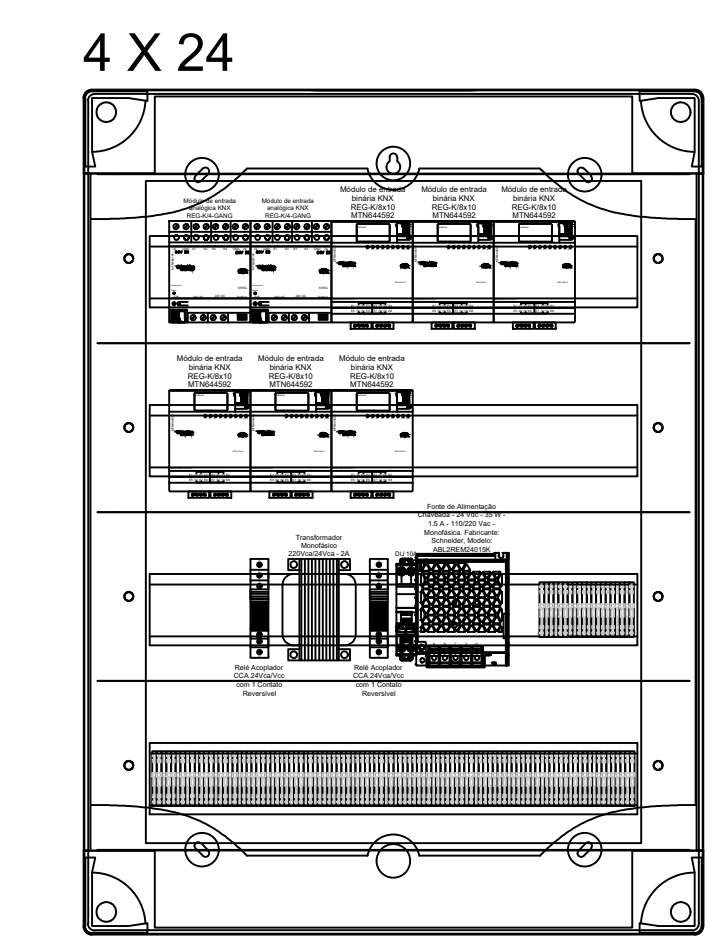 4 X 24
Módulo de entrada
analógica KNX
REG-K/4-GANG
Módulo de entrada
analógica KNX
REG-K/4-GANG
Módulo de entrada
binária KNX
REG-K/8x10
MTN644592
Módulo de entrada
binária KNX
REG-K/8x10
MTN644592
Módulo de entrada
binária KNX
REG-K/8x10
MTN644592
Módulo de entrada
binária KNX
REG-K/8x10
MTN644592
Módulo de entrada
binária KNX
REG-K/8x10
MTN644592
Módulo de entrada
binária KNX
REG-K/8x10
MTN644592
Transformador
Monofásico
220Vca/24Vca - 2A
DIJ 10A
Fonte de Alimentação
Chaveada - 24 Vdc - 35 W -
1.5 A - 110/220 Vac -
Monofásica. Fabricante:
Schneider, Modelo:
ABL2REM24015K
Relé Acoplador
CCA 24Vca/Vcc
com 1 Contato
Reversível
Relé Acoplador
CCA 24Vca/Vcc
com 1 Contato
Reversível